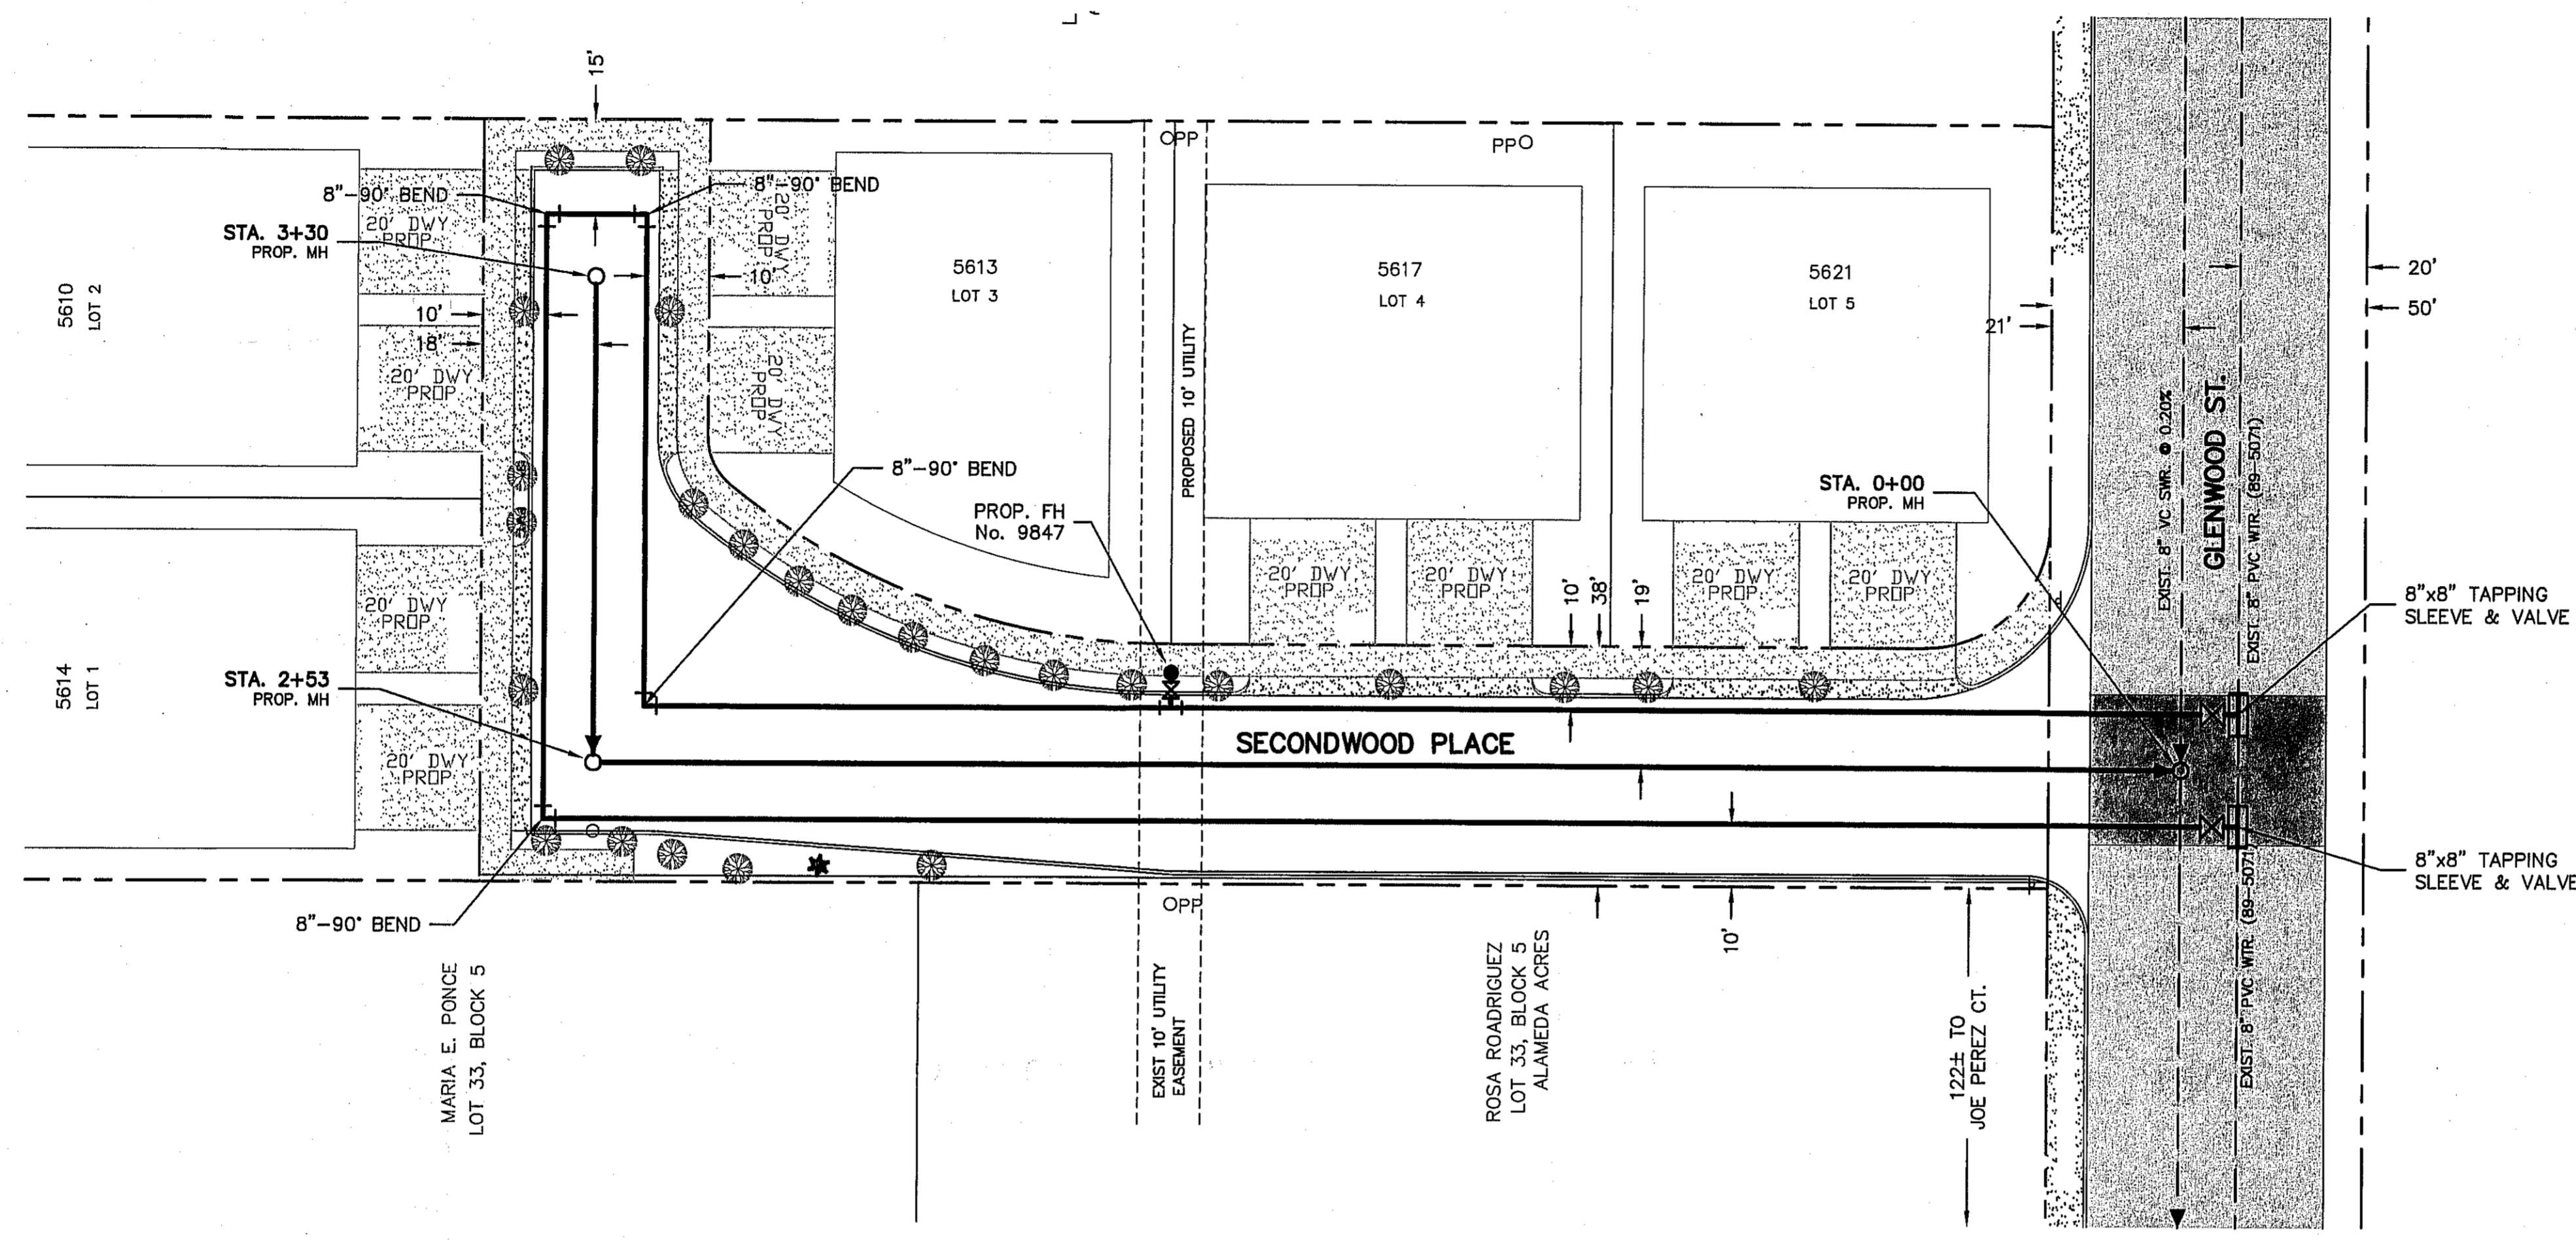 15'
8"-90° BEND
8"-90° BEND
STA. 3+30
PROP. MH
20' DWY
PROP
20' DWY
PROP
10'
10'
18'
20' DWY
PROP
20' DWY
PROP
5610
LOT 2
5613
LOT 3
PP
PP
PROPOSED 10' UTILITY
5617
LOT 4
5621
LOT 5
21'
20'
50'
EXIST. 8" VC SWR. @ 0.20%
GLENWOOD ST.
EXIST. 8" PVC WTR. (89-5071)
8"-90° BEND
PROP. FH
No. 9847
STA. 0+00
PROP. MH
20' DWY
PROP
20' DWY
PROP
10'
38'
19'
20' DWY
PROP
20' DWY
PROP
8"x8" TAPPING
SLEEVE & VALVE
5614
LOT 1
20' DWY
PROP
STA. 2+53
PROP. MH
20' DWY
PROP
SECONDWOOD PLACE
8"x8" TAPPING
SLEEVE & VALVE
8"-90° BEND
PP
10'
MARIA E. PONCE
LOT 33, BLOCK 5
EXIST 10' UTILITY
EASEMENT
ROSA ROADRIGUEZ
LOT 33, BLOCK 5
ALAMEDA ACRES
122± TO
JOE PEREZ CT.
EXIST. 8" PVC WTR. (89-5071)